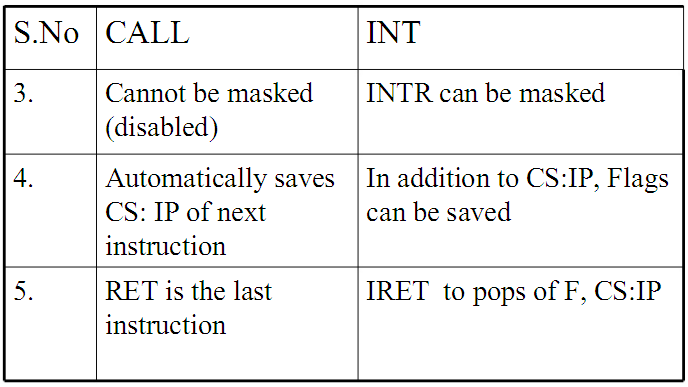 S.No CALL INT
3. Cannot be masked INTR can be masked
(disabled)
4. Automatically saves In addition to CS:IP, Flags
CS: IP of next can be saved
instruction
5. RET is the last IRET to pops of F, CS:IP
instruction